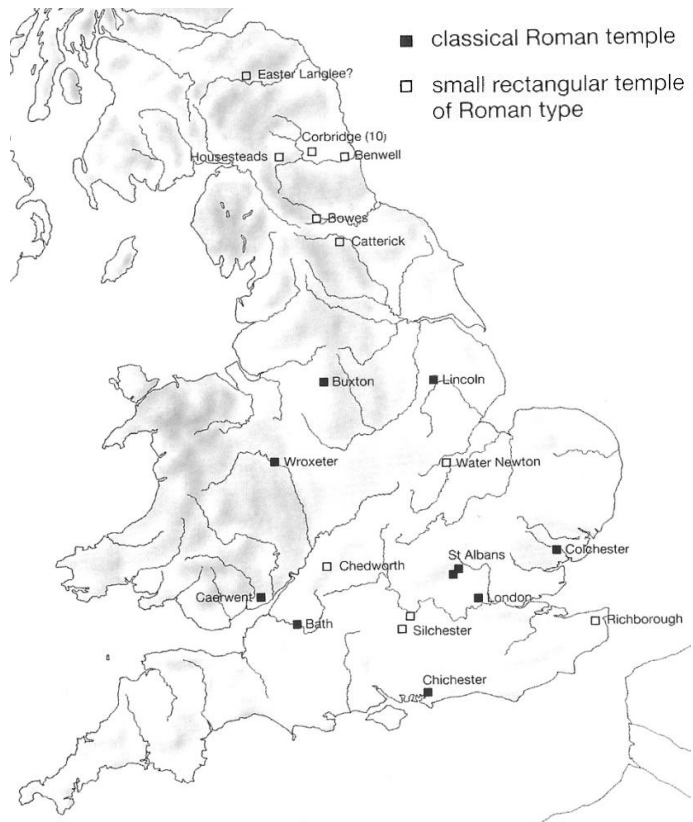 classical Roman temple
small rectangular temple
of Roman type
Easter Langlee?
Corbridge (10)
Housesteads
Benwell
Bowes
Catterick
Buxton
Lincoln
Wroxeter
Water Newton
St Albans
Colchester
Chedworth
Caerwent
London
Bath
Silchester
Richborough
Chichester